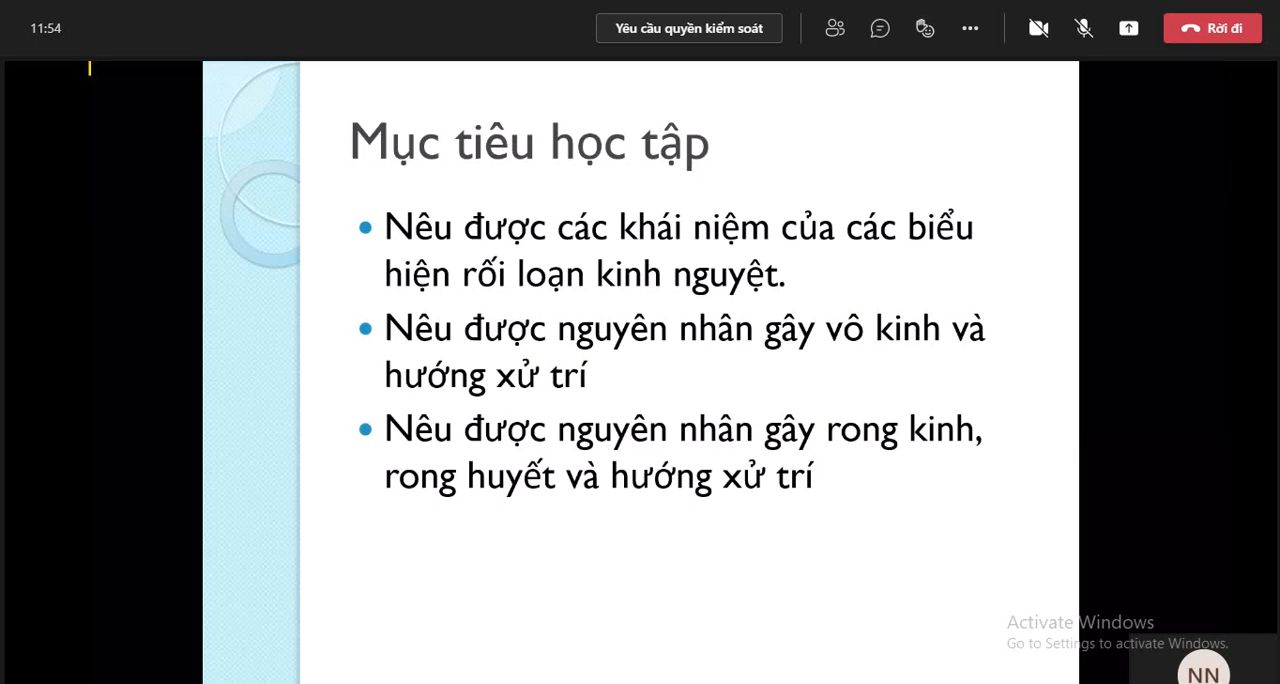 11:54
Yêu cầu quyền kiểm soát
Rời đi
Mục tiêu học tập
Nêu được các khái niệm của các biểu
hiện rối loạn kinh nguyệt.
Nêu được nguyên nhân gây vô kinh và
hướng xử trí
Nêu được nguyên nhân gây rong kinh,
rong huyết và hướng xử trí
Activate Windows
Go to Settings to activate Windows.
NN